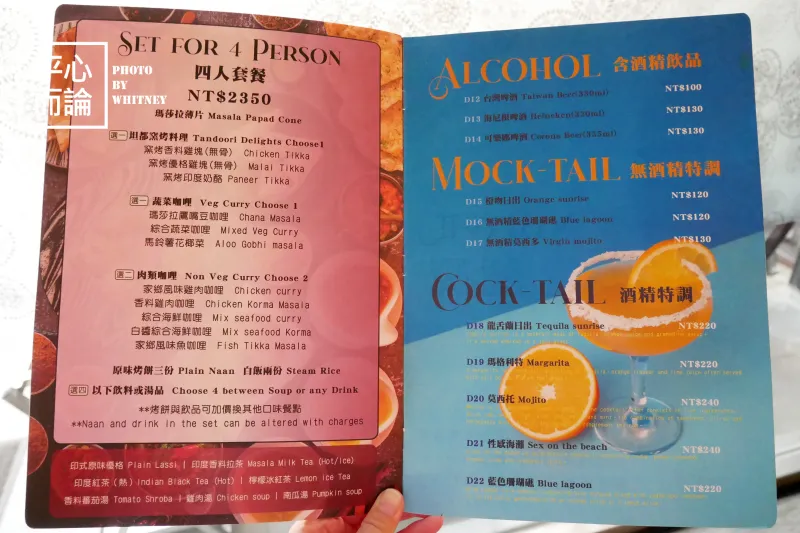 平心
而論
PHOTO
BY
WHITNEY
SET FOR 4 PERSON
四人套餐
NT$2350
瑪莎拉薄片 Masala Papad Cone
選一 坦都窯烤料理 Tandoori Delights Choose1
窯烤香料雞塊(無骨) Chicken Tikka
窯烤優格雞塊(無骨) Malai Tikka
窯烤印度奶酪 Paneer Tikka
選一 蔬菜咖哩 Veg Curry Choose 1
瑪莎拉鷹嘴豆咖哩 Chana Masala
綜合蔬菜咖哩 Mixed Veg Curry
馬鈴薯花椰菜 Aloo Gobhi masala
選二 肉類咖哩 Non Veg Curry Choose 2
家鄉風味雞肉咖哩 Chicken curry
香料雞肉咖哩 Chicken Korma Masala
綜合海鮮咖哩 Mix seafood curry
白醬綜合海鮮咖哩 Mix seafood Korma
家鄉風味魚咖哩 Fish Tikka Masala
原味烤餅三份 Plain Naan 白飯兩份 Steam Rice
選四 以下飲料或湯品 Choose 4 between Soup or any Drink
**烤餅與飲品可加價換其他口味餐點
**Naan and drink in the set can be altered with charges
印式原味優格 Plain Lassi | 印度香料拉茶 Masala Milk Tea (Hot/Ice)
印度紅茶 (熱) Indian Black Tea (Hot) | 檸檬冰紅茶 Lemon Ice Tea
香料蕃茄湯 Tomato Shroba | 雞肉湯 Chicken soup | 南瓜湯 Pumpkin soup
ALCOHOL 含酒精飲品
D12 台灣啤酒 Taiwan Beer(330ml) NT$100
D13 海尼根啤酒 Heineken(330ml) NT$130
D14 可樂娜啤酒 Corona Beer(355ml) NT$130
MOCK-TAIL 無酒精特調
D15 橙吻日出 Orange sunrise NT$120
D16 無酒精藍色珊瑚礁 Blue lagoon NT$120
D17 無酒精莫西多 Virgin mojito NT$130
COCK-TAIL 酒精特調
D18 龍舌蘭日出 Tequila sunrise NT$220
D19 瑪格利特 Margarita NT$220
D20 莫西托 Mojito NT$240
D21 性感海灘 Sex on the beach NT$240
D22 藍色珊瑚礁 Blue lagoon NT$220